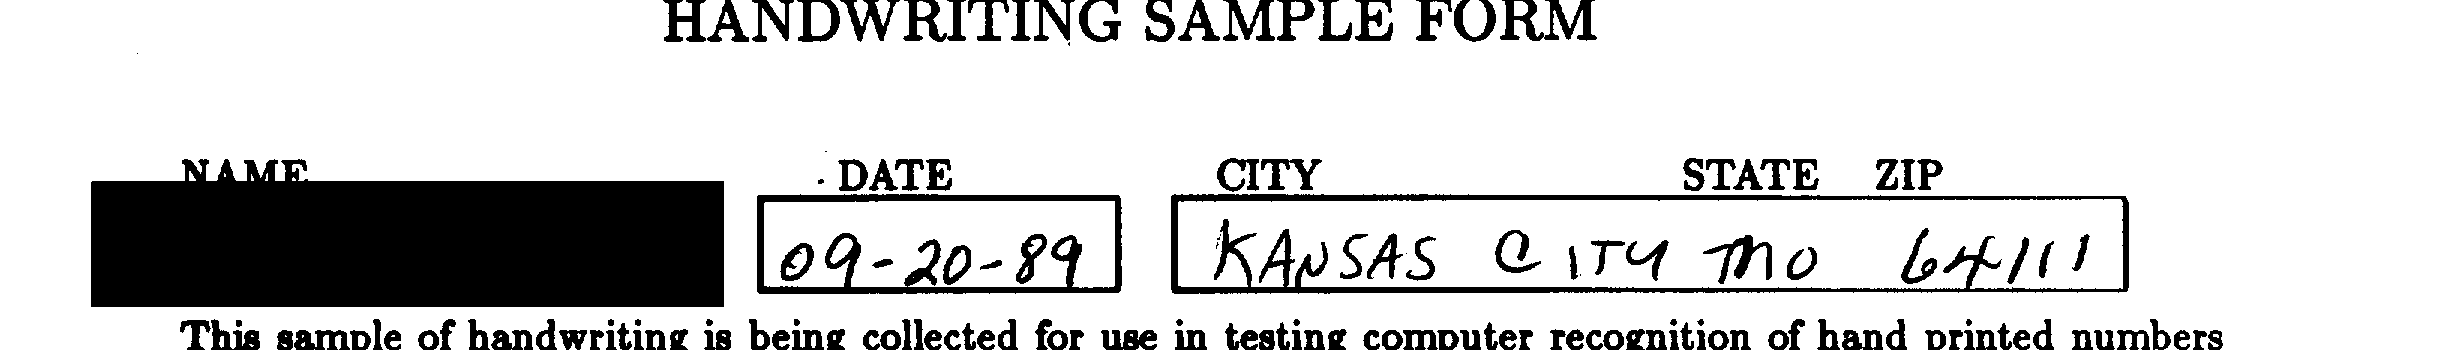 HANDWRITING SAMPLE FORM
NAME DATE CITY STATE ZIP
09-20-89 KANSAS CITY MO 64111
This sample of handwriting is being collected for use in testing computer recognition of hand printed numbers